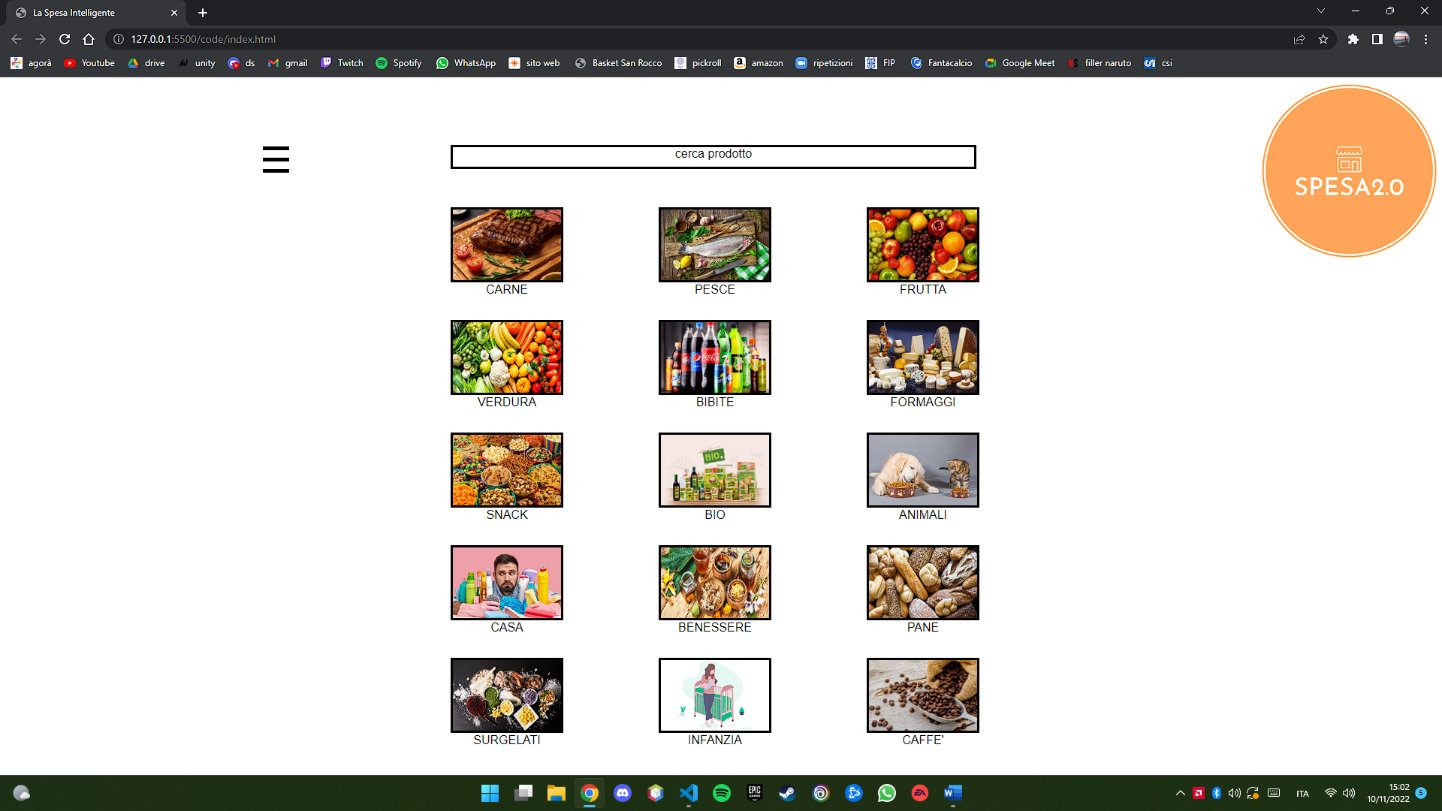 La Spesa Intelligente
127.0.0.1:5500/code/index.html
agorà Youtube drive unity ds gmail Twitch Spotify WhatsApp sito web Basket San Rocco pickroll amazon ripetizioni FIP Fantacalcio Google Meet filler naruto csi
cerca prodotto
SPESA2.0
CARNE PESCE FRUTTA
VERDURA BIBITE FORMAGGI
BIO
SNACK BIO ANIMALI
CASA BENESSERE PANE
SURGELATI INFANZIA CAFFE'
ITA
15:02
10/11/2022
5